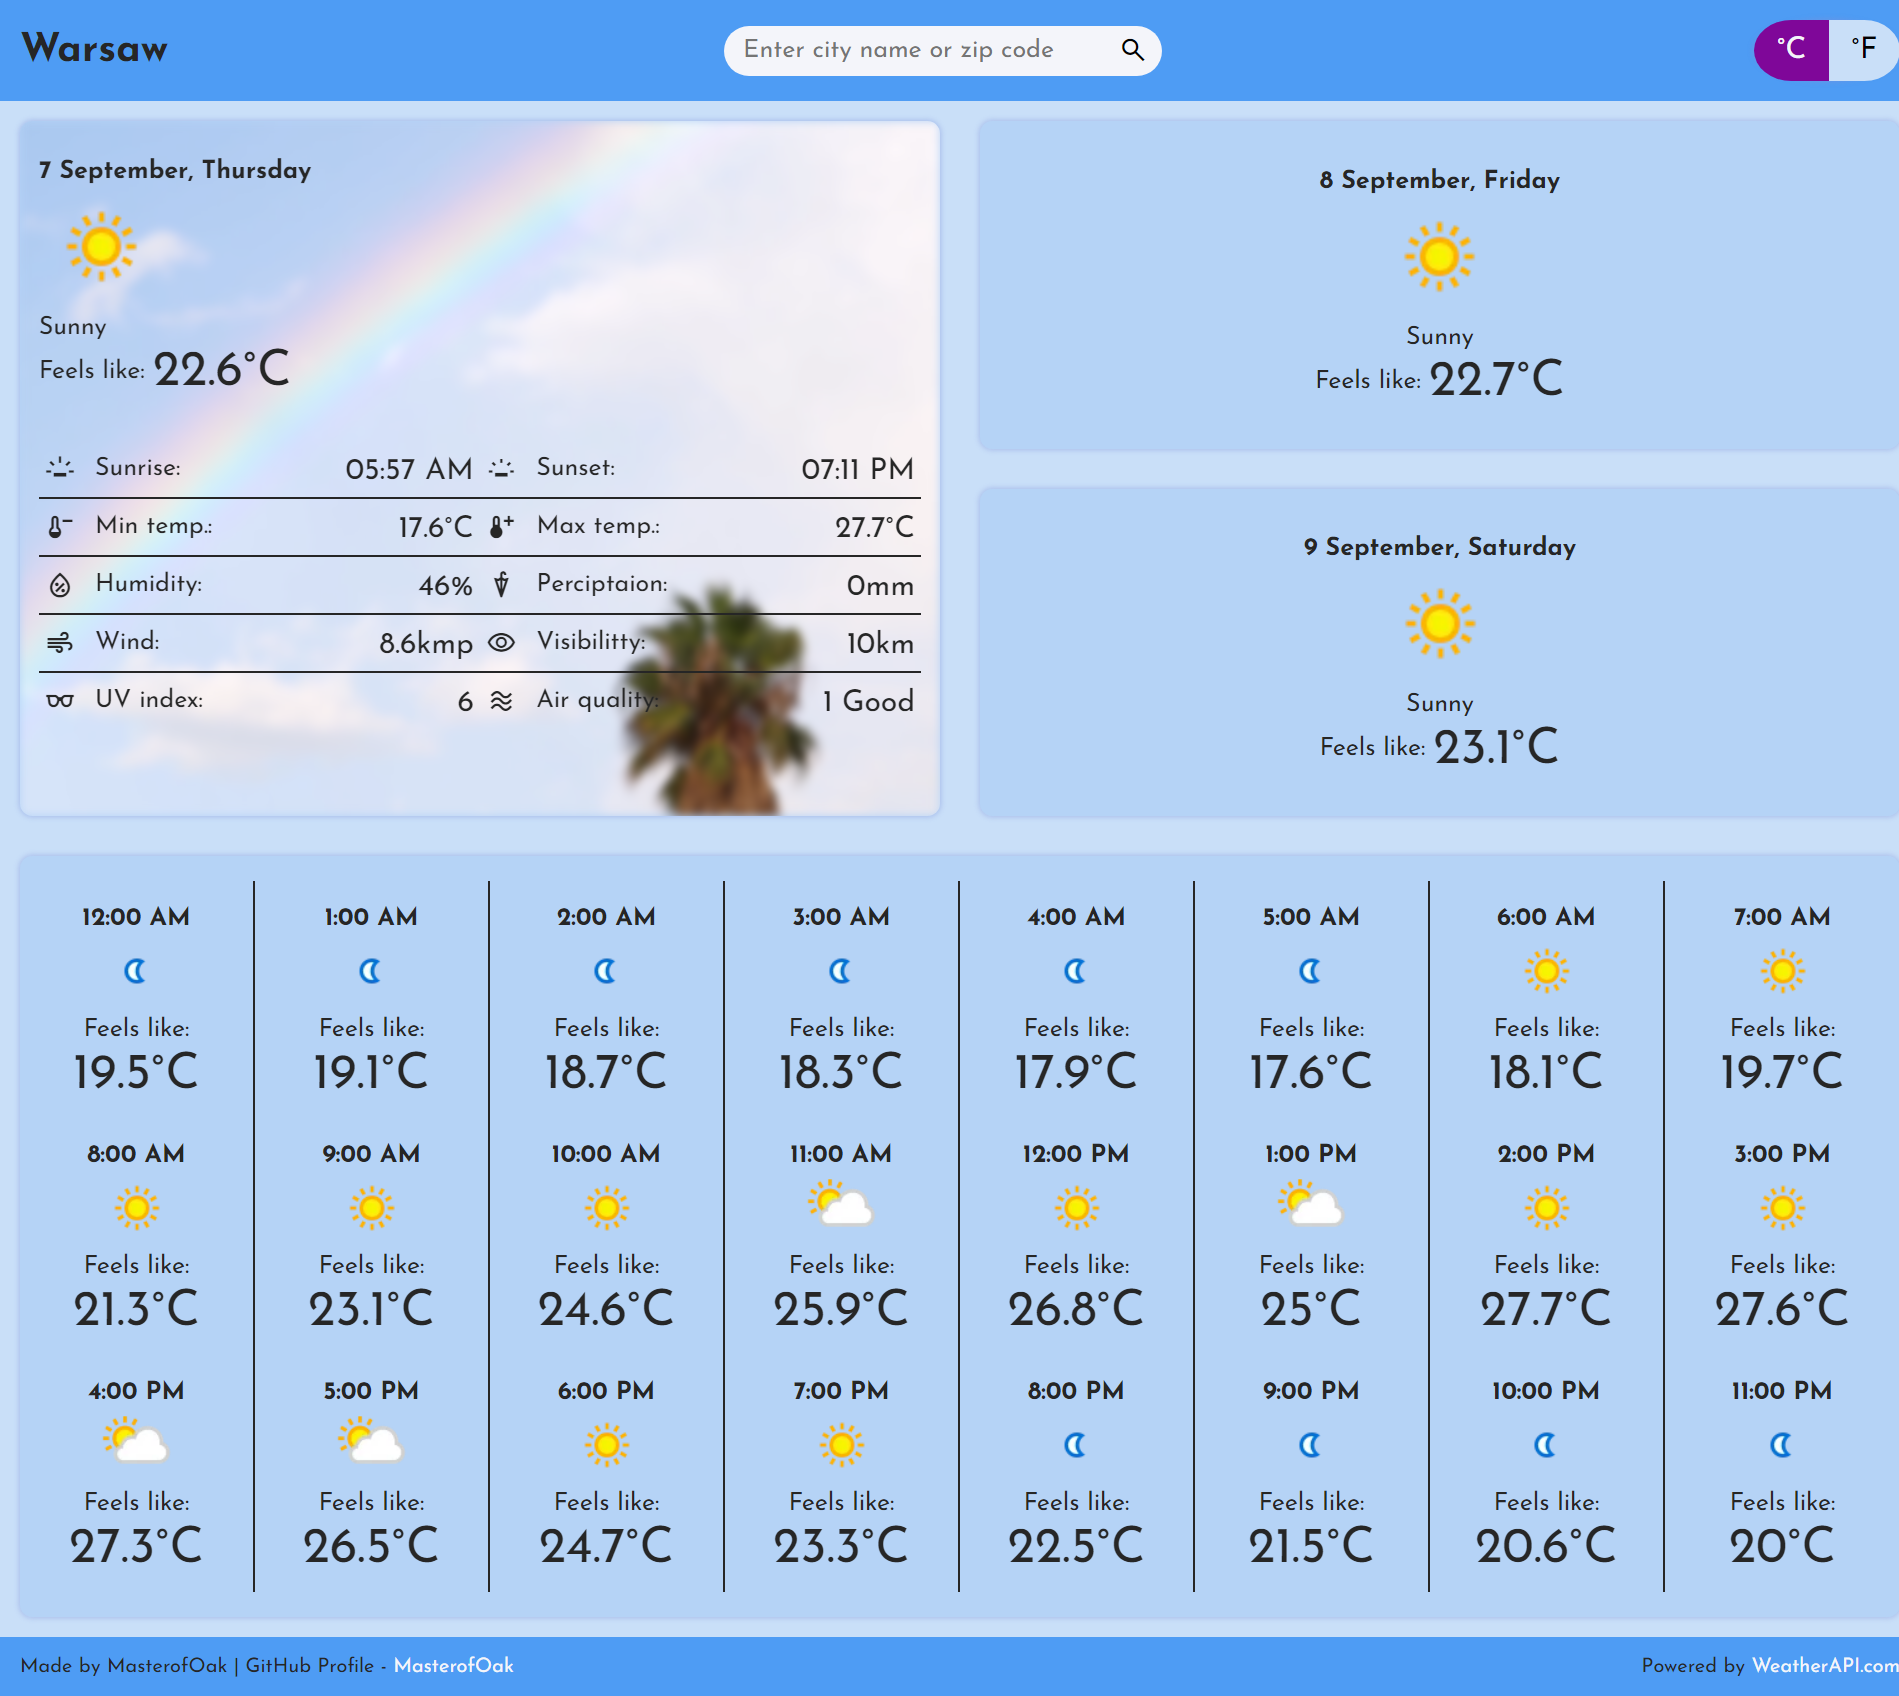 Warsaw
Enter city name or zip code
°C °F
7 September, Thursday
Sunny
Feels like: 22.6°C
Sunrise: 05:57 AM Sunset: 07:11 PM
Min temp.: 17.6°C Max temp.: 27.7°C
Humidity: 46% Perciptaion: 0mm
Wind: 8.6kmp Visibilitty: 10km
UV index: 6 Air quality: 1 Good
8 September, Friday
Sunny
Feels like: 22.7°C
9 September, Saturday
Sunny
Feels like: 23.1°C
12:00 AM 1:00 AM 2:00 AM 3:00 AM 4:00 AM 5:00 AM 6:00 AM 7:00 AM
Feels like: Feels like: Feels like: Feels like: Feels like: Feels like: Feels like: Feels like:
19.5°C 19.1°C 18.7°C 18.3°C 17.9°C 17.6°C 18.1°C 19.7°C
8:00 AM 9:00 AM 10:00 AM 11:00 AM 12:00 PM 1:00 PM 2:00 PM 3:00 PM
Feels like: Feels like: Feels like: Feels like: Feels like: Feels like: Feels like: Feels like:
21.3°C 23.1°C 24.6°C 25.9°C 26.8°C 25°C 27.7°C 27.6°C
4:00 PM 5:00 PM 6:00 PM 7:00 PM 8:00 PM 9:00 PM 10:00 PM 11:00 PM
Feels like: Feels like: Feels like: Feels like: Feels like: Feels like: Feels like: Feels like:
27.3°C 26.5°C 24.7°C 23.3°C 22.5°C 21.5°C 20.6°C 20°C
Made by MasterofOak | GitHub Profile - MasterofOak
Powered by WeatherAPI.com